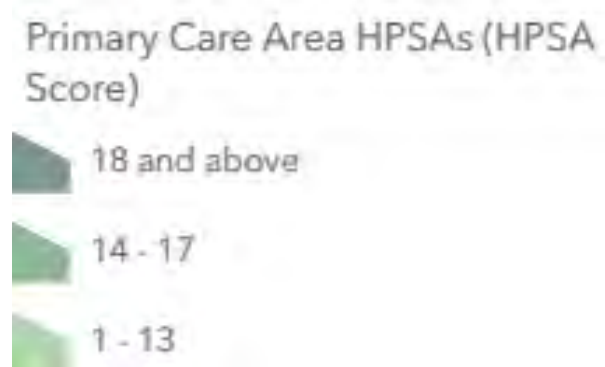 Primary Care Area HPSAs (HPSA
Score)
18 and above
14 - 17
1 - 13